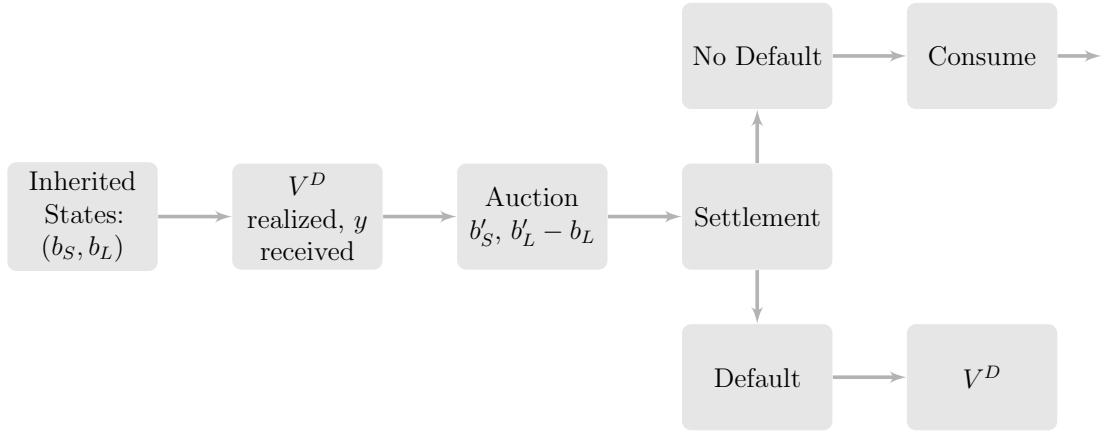 No Default
Consume
Inherited
States:
(b_S, b_L)
V^D
realized, y
received
Auction
b'_S, b'_L − b_L
Settlement
Default
V^D